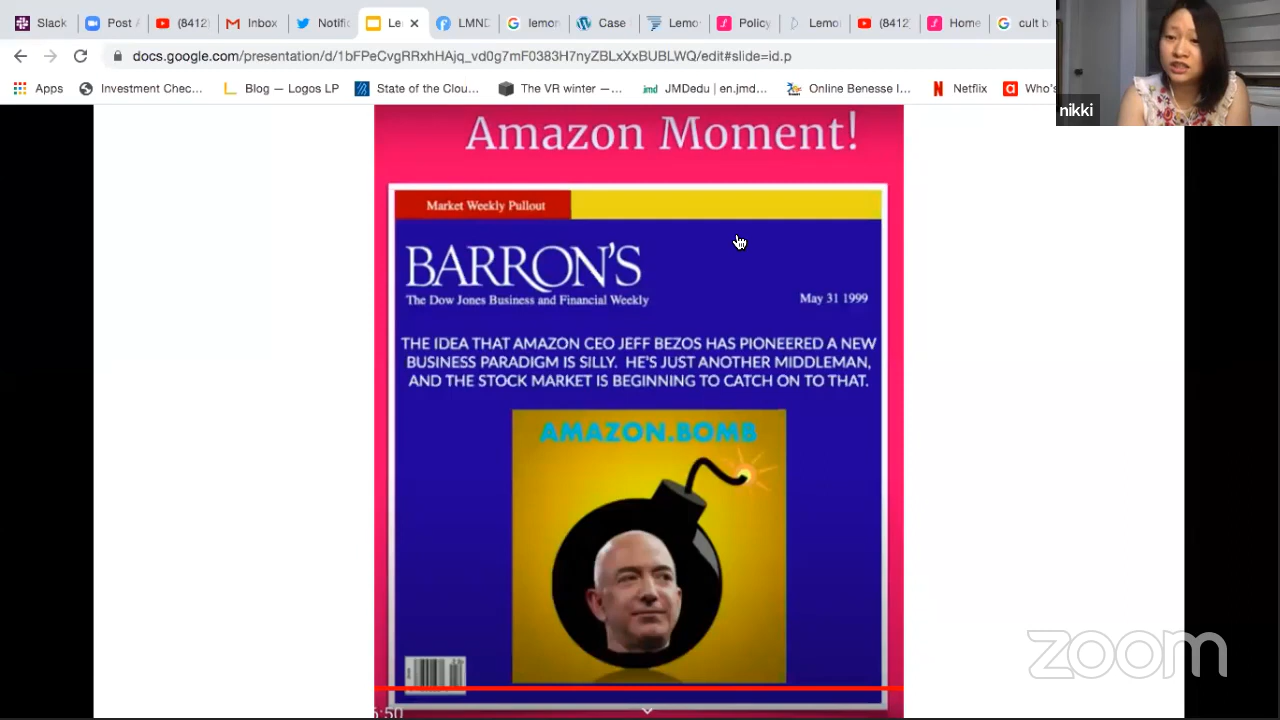 Slack
Post A
(8412)
Inbox
Notific
Le
LMND
lemon
Case
Lemo
Policy
Lemor
(8412)
Home
cult b
docs.google.com/presentation/d/1bFPeCvgRRxhHAjq_vd0g7mF0383H7nyZBLxXxBUBLWQ/edit#slide=id.p
Apps
Investment Chec...
Blog — Logos LP
State of the Clou...
The VR winter —...
JMDedu | en.jmd...
Online Benesse I...
Netflix
Who's
nikki
Amazon Moment!
Market Weekly Pullout
BARRON'S
The Dow Jones Business and Financial Weekly
May 31 1999
THE IDEA THAT AMAZON CEO JEFF BEZOS HAS PIONEERED A NEW
BUSINESS PARADIGM IS SILLY. HE'S JUST ANOTHER MIDDLEMAN,
AND THE STOCK MARKET IS BEGINNING TO CATCH ON TO THAT.
AMAZON.BOMB
zoom